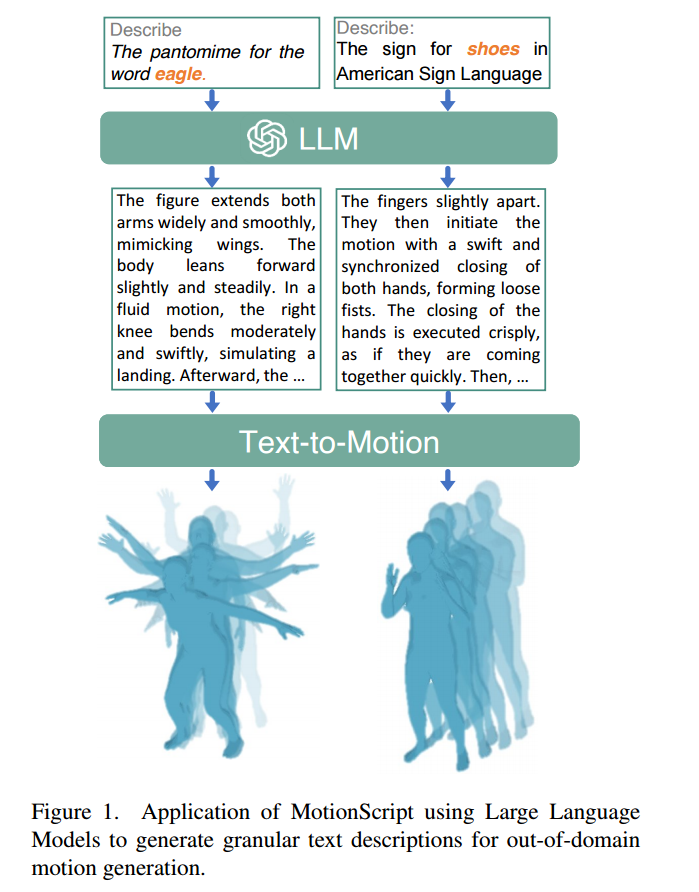 Describe
The pantomime for the
word eagle.
Describe:
The sign for shoes in
American Sign Language
LLM
The figure extends both
arms widely and smoothly,
mimicking wings. The
body leans forward
slightly and steadily. In a
fluid motion, the right
knee bends moderately
and swiftly, simulating a
landing. Afterward, the ...
The fingers slightly apart.
They then initiate the
motion with a swift and
synchronized closing of
both hands, forming loose
fists. The closing of the
hands is executed crisply,
as if they are coming
together quickly. Then, ...
Text-to-Motion
Figure 1. Application of MotionScript using Large Language
Models to generate granular text descriptions for out-of-domain
motion generation.